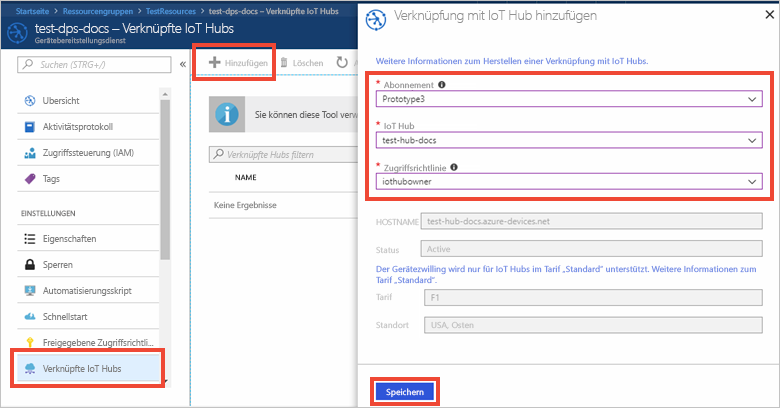 Startseite > Ressourcengruppen > TestResources > test-dps-docs – Verknüpfte IoT Hubs
test-dps-docs – Verknüpfte IoT Hubs
Gerätebereitstellungsdienst
Suchen (STRG+/)
Übersicht
Aktivitätsprotokoll
Zugriffssteuerung (IAM)
Tags
EINSTELLUNGEN
Eigenschaften
Sperren
Automatisierungsskript
Schnellstart
Freigegebene Zugriffsrichtli...
Verknüpfte IoT Hubs
Hinzufügen
Löschen
Sie können diese Tool verw
Verknüpfte Hubs filtern
NAME
Keine Ergebnisse
Verknüpfung mit IoT Hub hinzufügen
Weitere Informationen zum Herstellen einer Verknüpfung mit IoT Hubs.
* Abonnement
Prototype3
* IoT Hub
test-hub-docs
* Zugriffsrichtlinie
iothubowner
HOSTNAME
test-hub-docs.azure-devices.net
Status
Active
Der Gerätezwilling wird nur für IoT Hubs im Tarif „Standard“ unterstützt. Weitere Informationen zum
Tarif „Standard“.
Tarif
F1
Standort
USA, Osten
Speichern